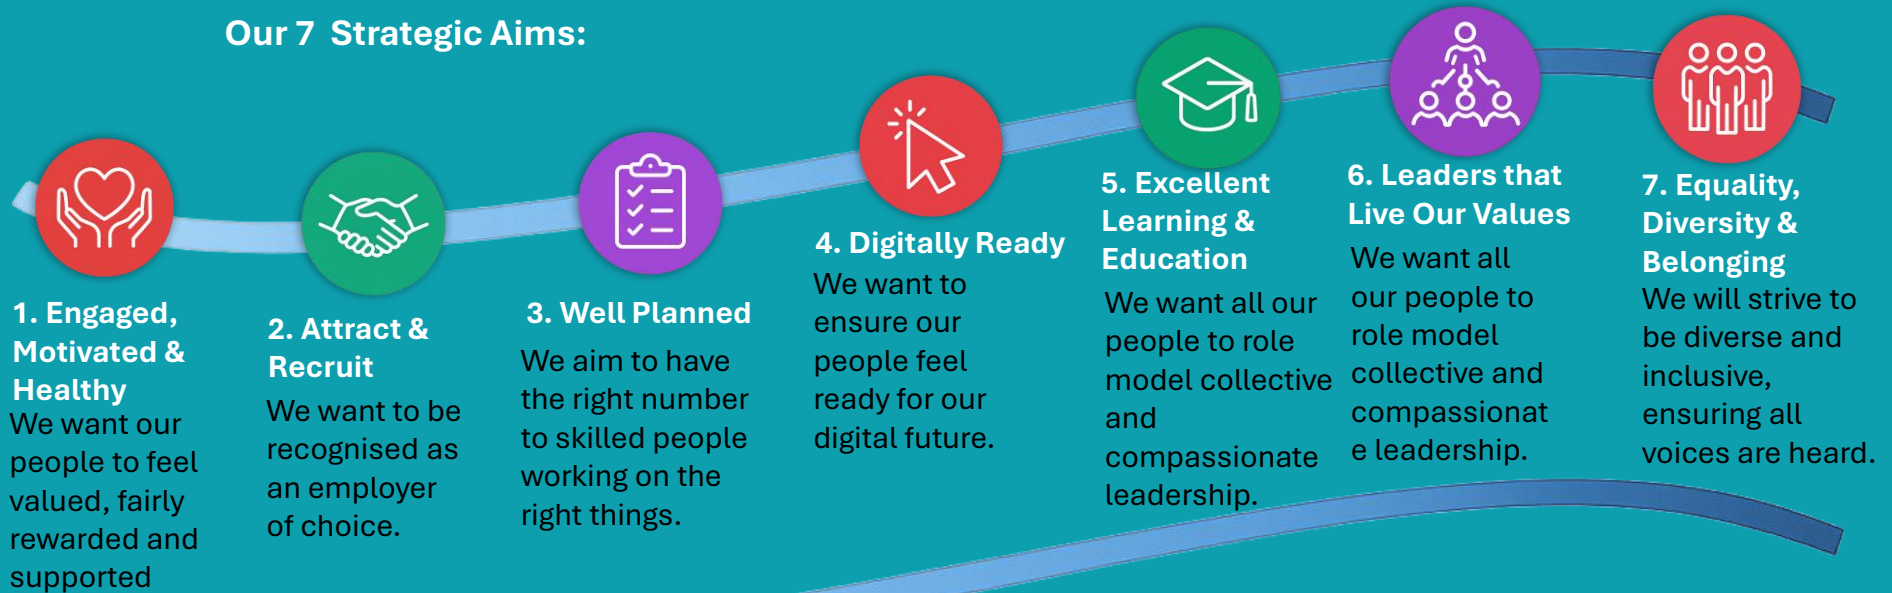 Our 7 Strategic Aims:
1. Engaged,
Motivated &
Healthy
We want our
people to feel
valued, fairly
rewarded and
supported
2. Attract &
Recruit
We want to be
recognised as
an employer
of choice.
3. Well Planned
We aim to have
the right number
to skilled people
working on the
right things.
4. Digitally Ready
We want to
ensure our
people feel
ready for our
digital future.
5. Excellent
Learning &
Education
We want all our
people to role
model collective
and
compassionate
leadership.
6. Leaders that
Live Our Values
We want all
our people to
role model
collective and
compassionat
e leadership.
7. Equality,
Diversity &
Belonging
We will strive to
be diverse and
inclusive,
ensuring all
voices are heard.